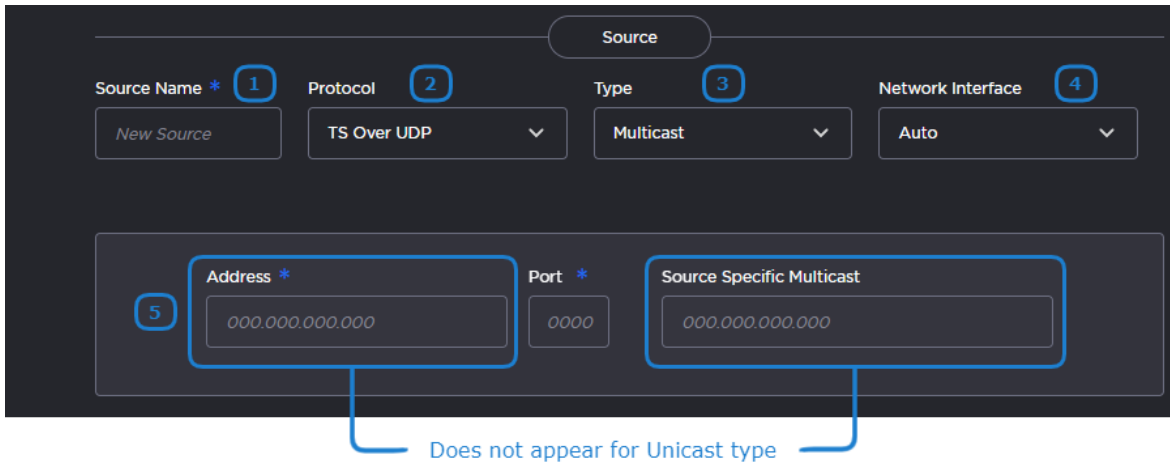 Source
Source Name * 1 Protocol 2 Type 3 Network Interface 4
New Source TS Over UDP Multicast Auto
Address * Port * Source Specific Multicast
5 000.000.000.000 0000 000.000.000.000
Does not appear for Unicast type